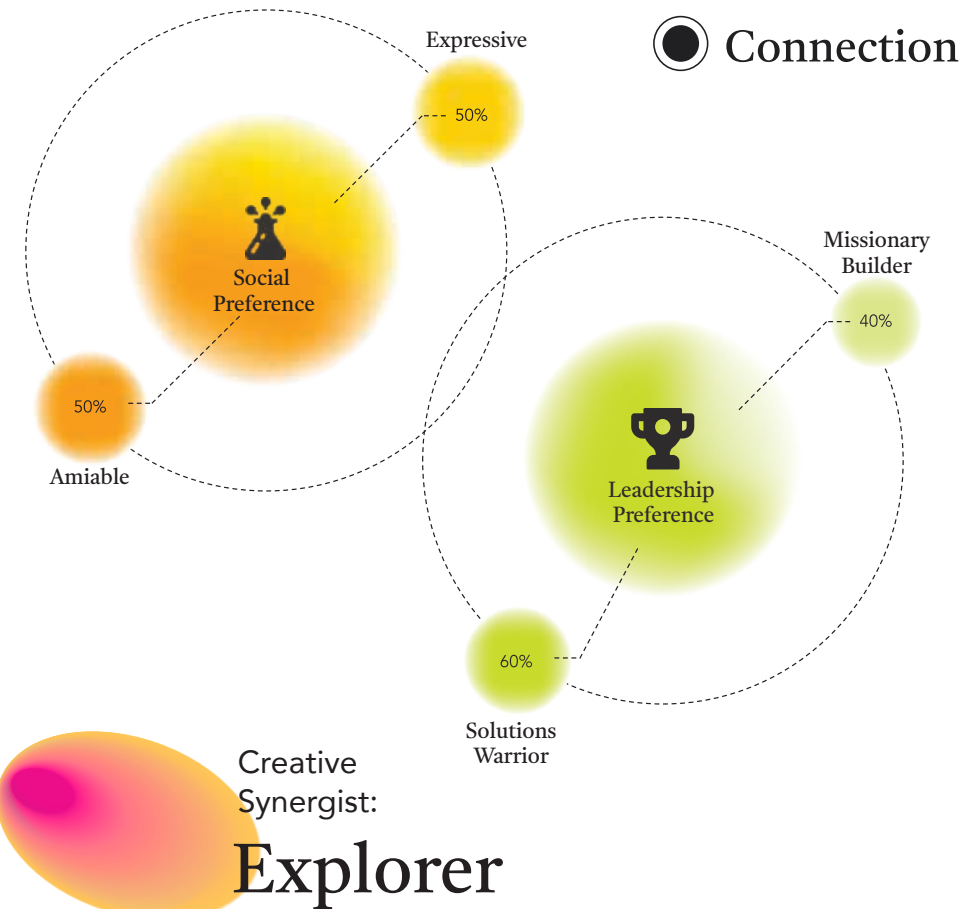 Connection
Expressive
50%
Social
Preference
50%
Amiable
Missionary
Builder
40%
Leadership
Preference
60%
Solutions
Warrior
Creative
Synergist:
Explorer